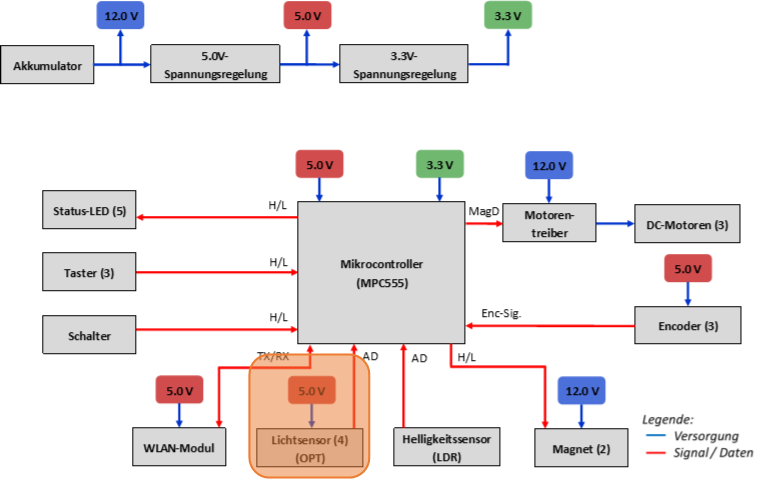 12.0 V
5.0 V
3.3 V
Akkumulator
5.0V-
Spannungsregelung
3.3V-
Spannungsregelung
5.0 V
3.3 V
12.0 V
Status-LED (5)
H/L
MagD
Motoren-
treiber
DC-Motoren (3)
Taster (3)
H/L
Mikrocontroller
(MPC555)
5.0 V
Schalter
H/L
Enc-Sig.
Encoder (3)
TX/RX
AD
AD
H/L
5.0 V
5.0 V
12.0 V
WLAN-Modul
Lichtsensor (4)
(OPT)
Helligkeitssensor
(LDR)
Magnet (2)
Legende:
Versorgung
Signal / Daten